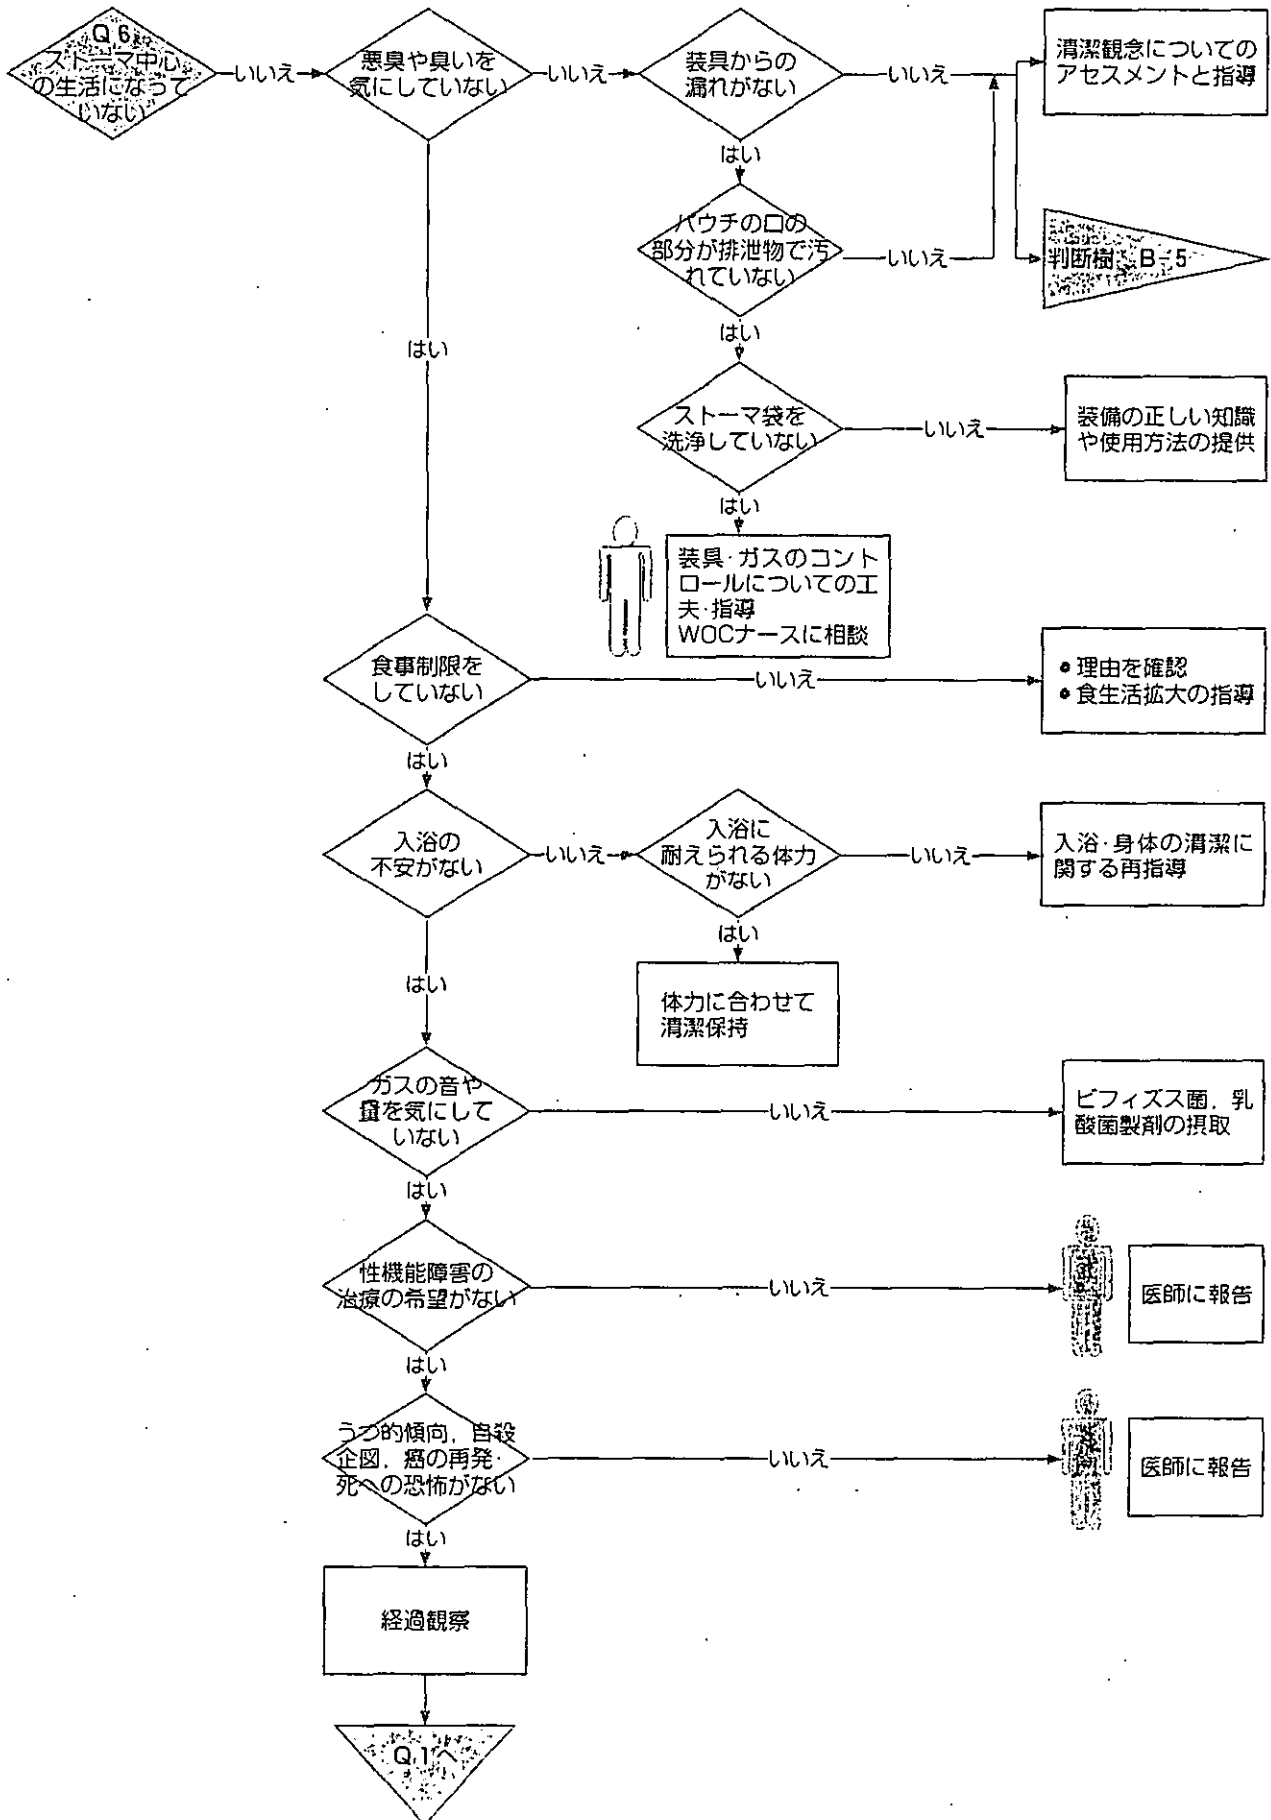 Q 6
ストーマ中心
の生活になって
いない
いいえ
悪臭や臭いを
気にしていない
いいえ
装具からの
漏れがない
いいえ
清潔観念についての
アセスメントと指導
はい
パウチの口の
部分が排泄物で汚
れていない
いいえ
判断樹 B-5
はい
はい
ストーマ袋を
洗浄していない
いいえ
装備の正しい知識
や使用方法の提供
はい
装具·ガスのコント
ロールについての工
夫·指導
WOCナースに相談
食事制限を
していない
いいえ
● 理由を確認
● 食生活拡大の指導
はい
入浴の
不安がない
いいえ
入浴に
耐えられる体力
がない
いいえ
入浴·身体の清潔に
関する再指導
はい
はい
体力に合わせて
清潔保持
ガスの音や
量を気にして
いない
いいえ
ビフィズス菌，乳
酸菌製剤の摂取
はい
性機能障害の
治療の希望がない
いいえ
医師に報告
はい
うつ的傾向，自殺
企図，癌の再発·
死への恐怖がない
いいえ
医師に報告
はい
経過観察
Q 1へ